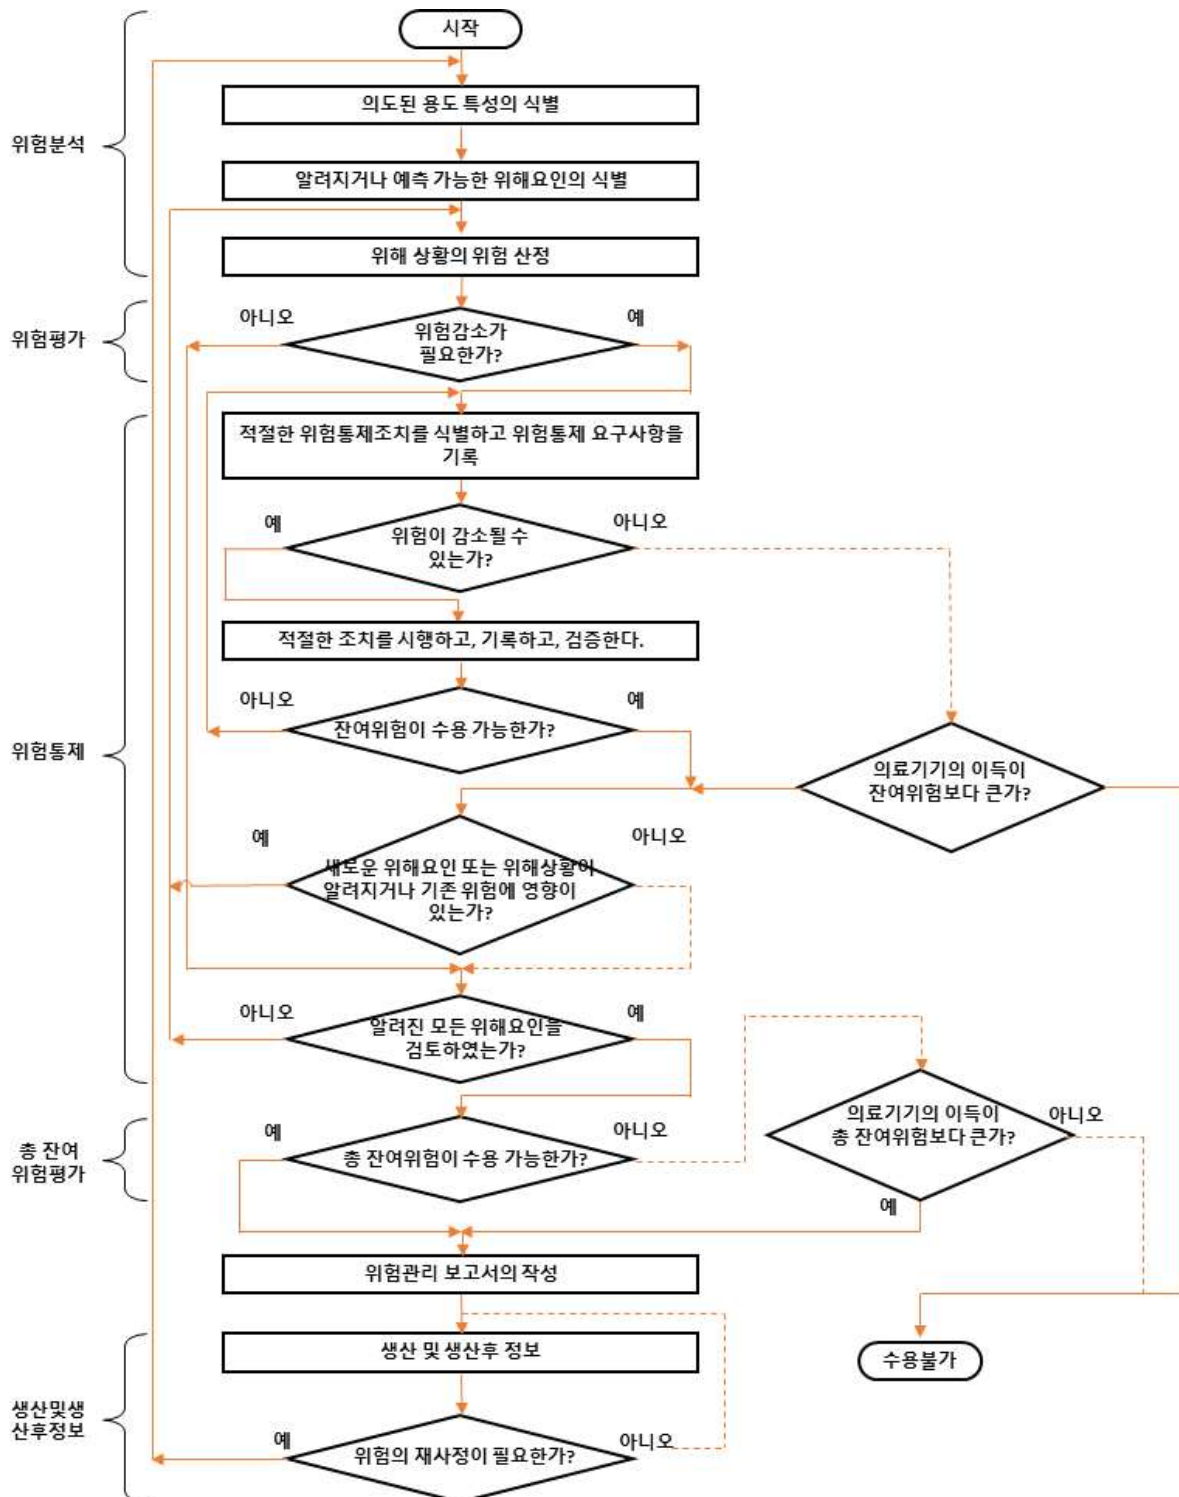 시작
의도된 용도 특성의 식별
위험분석
알려지거나 예측 가능한 위해요인의 식별
위해 상황의 위험 산정
아니오
예
위험평가
위험감소가
필요한가?
적절한 위험통제조치를 식별하고 위험통제 요구사항을
기록
예
아니오
위험이 감소될 수
있는가?
적절한 조치를 시행하고, 기록하고, 검증한다.
아니오
예
잔여위험이 수용 가능한가?
위험통제
의료기기의 이득이
잔여위험보다 큰가?
예
아니오
새로운 위해요인 또는 위해상황이
알려지거나 기존 위험에 영향이
있는가?
아니오
예
알려진 모든 위해요인을
검토하였는가?
의료기기의 이득이
총 잔여위험보다 큰가?
아니오
예
예
아니오
총 잔여
위험평가
총 잔여위험이 수용 가능한가?
위험관리 보고서의 작성
생산 및 생산후 정보
수용불가
생산및생
산후정보
예
아니오
위험의 재사정이 필요한가?